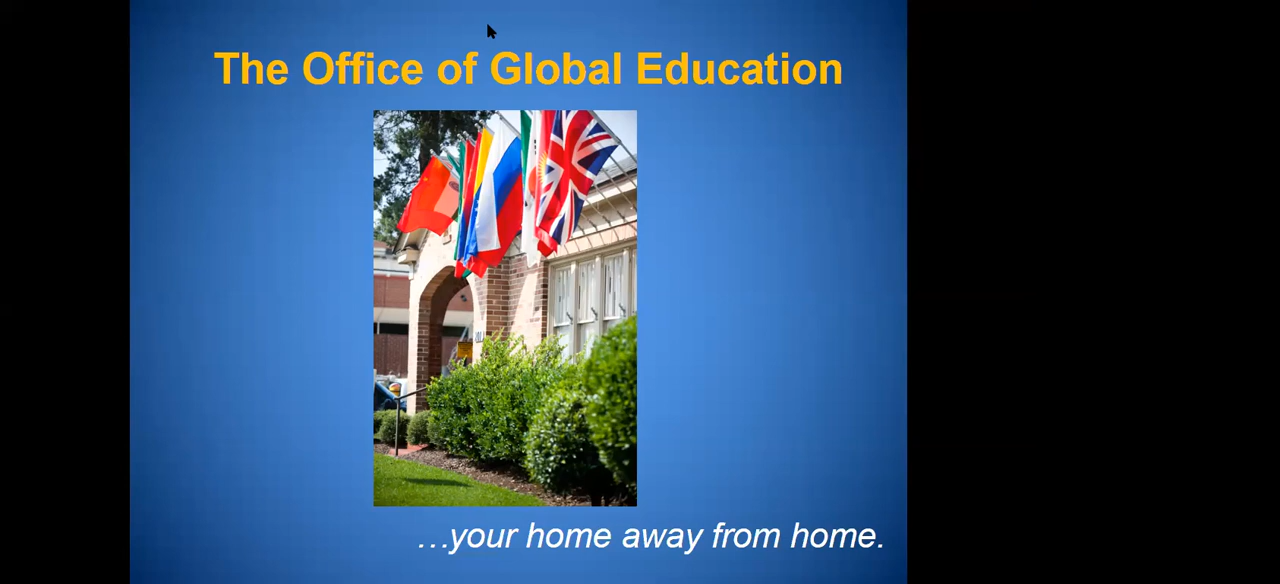 The Office of Global Education
…your home away from home.